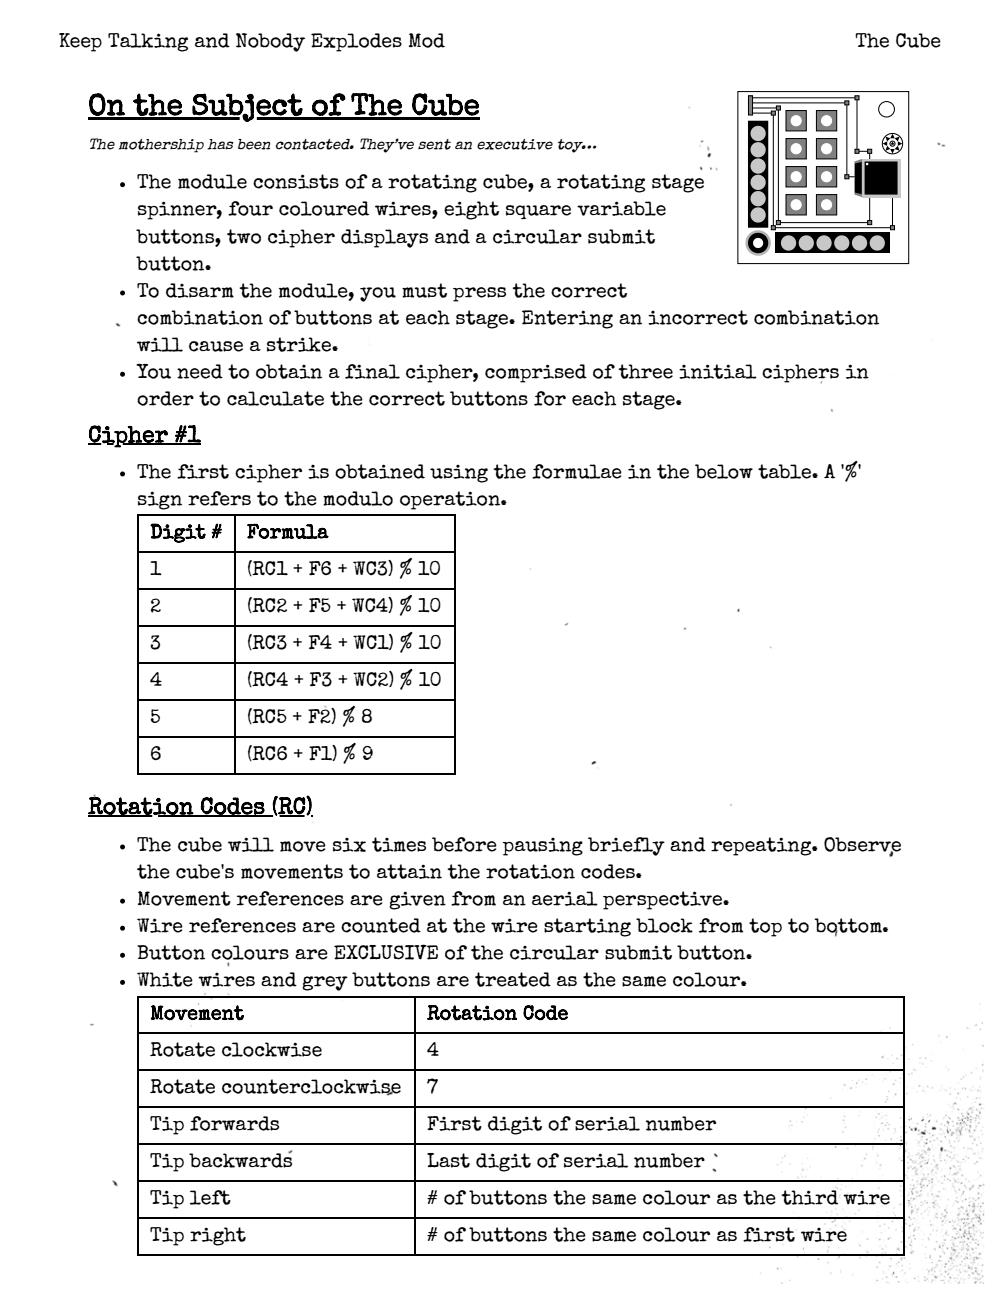 Keep Talking and Nobody Explodes Mod
The Cube
On the Subject of The Cube
The mothership has been contacted. They've sent an executive toy...
• The module consists of a rotating cube, a rotating stage
spinner, four coloured wires, eight square variable
buttons, two cipher displays and a circular submit
button.
• To disarm the module, you must press the correct
combination of buttons at each stage. Entering an incorrect combination
will cause a strike.
• You need to obtain a final cipher, comprised of three initial ciphers in
order to calculate the correct buttons for each stage.
Cipher #1
• The first cipher is obtained using the formulae in the below table. A '%'
sign refers to the modulo operation.
Digit # Formula
1 (RC1 + F6 + WC3) % 10
2 (RC2 + F5 + WC4) % 10
3 (RC3 + F4 + WC1) % 10
4 (RC4 + F3 + WC2) % 10
5 (RC5 + F2) % 8
6 (RC6 + F1) % 9
Rotation Codes (RC)
• The cube will move six times before pausing briefly and repeating. Observe
the cube's movements to attain the rotation codes.
• Movement references are given from an aerial perspective.
• Wire references are counted at the wire starting block from top to bottom.
• Button colours are EXCLUSIVE of the circular submit button.
• White wires and grey buttons are treated as the same colour.
Movement Rotation Code
Rotate clockwise 4
Rotate counterclockwise 7
Tip forwards First digit of serial number
Tip backwards Last digit of serial number
Tip left # of buttons the same colour as the third wire
Tip right # of buttons the same colour as first wire